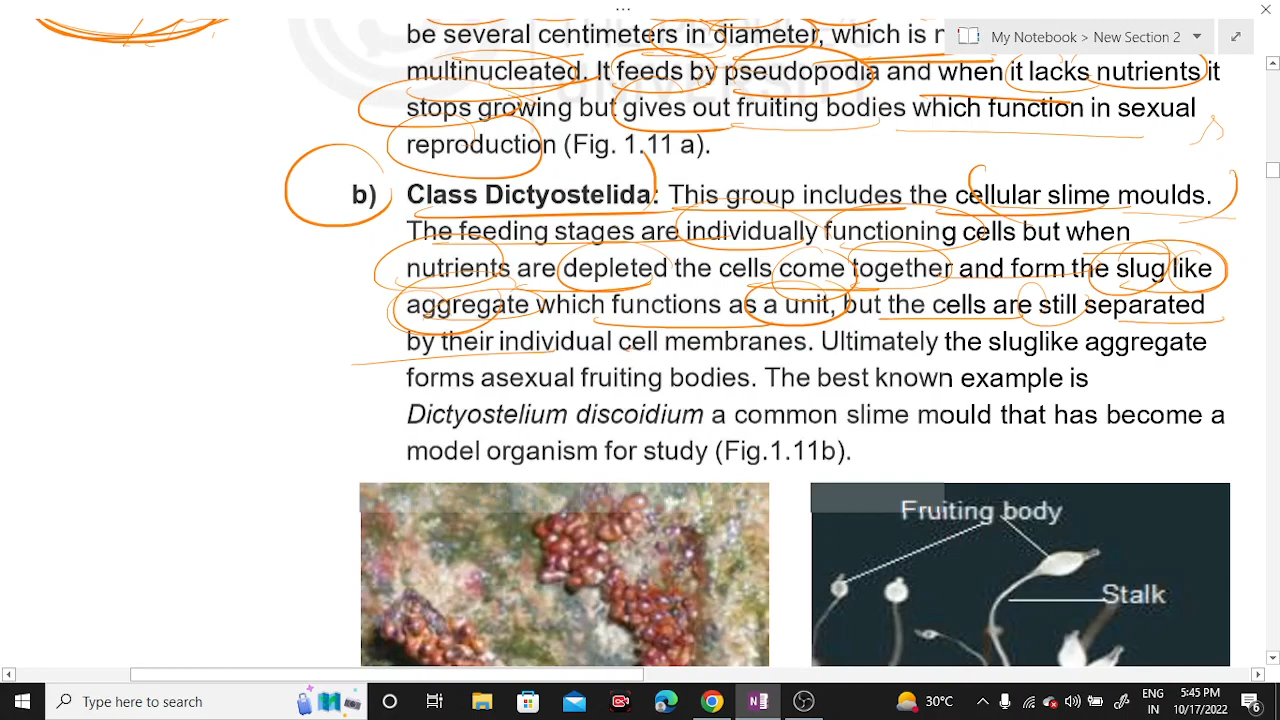 ...
be several centimeters in diameter, which is n
My Notebook > New Section 2
multinucleated. It feeds by pseudopodia and when it lacks nutrients it
stops growing but gives out fruiting bodies which function in sexual
reproduction (Fig. 1.11 a).
b) Class Dictyostelida: This group includes the cellular slime moulds.
The feeding stages are individually functioning cells but when
nutrients are depleted the cells come together and form the slug like
aggregate which functions as a unit, but the cells are still separated
by their individual cell membranes. Ultimately the sluglike aggregate
forms asexual fruiting bodies. The best known example is
Dictyostelium discoidium a common slime mould that has become a
model organism for study (Fig.1.11b).
Fruiting body
Stalk
Type here to search
30°C
ENG
IN
5:45 PM
10/17/2022
6